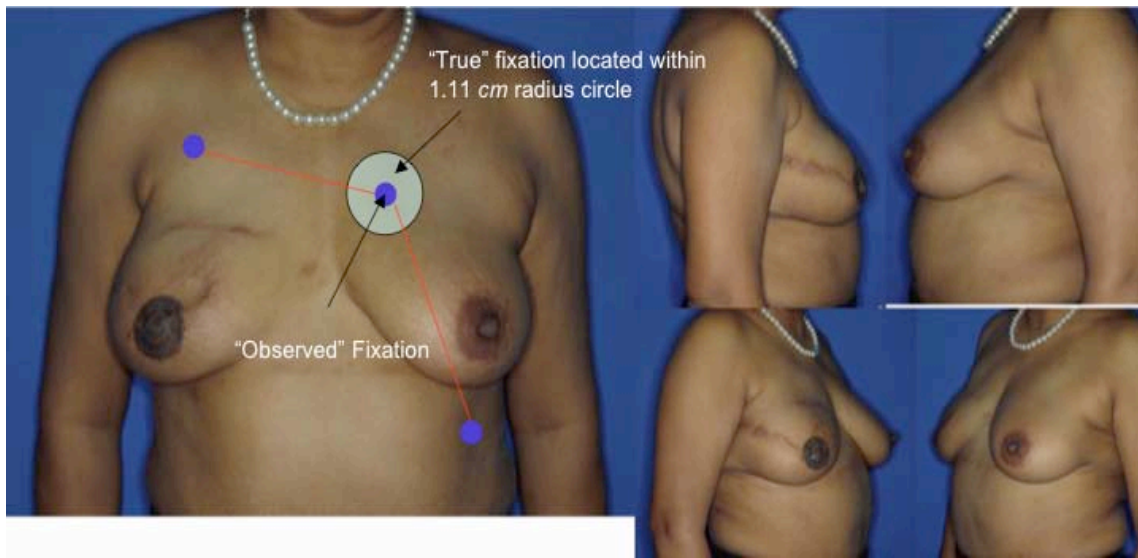 “True” fixation located within
1.11 cm radius circle
“Observed” Fixation